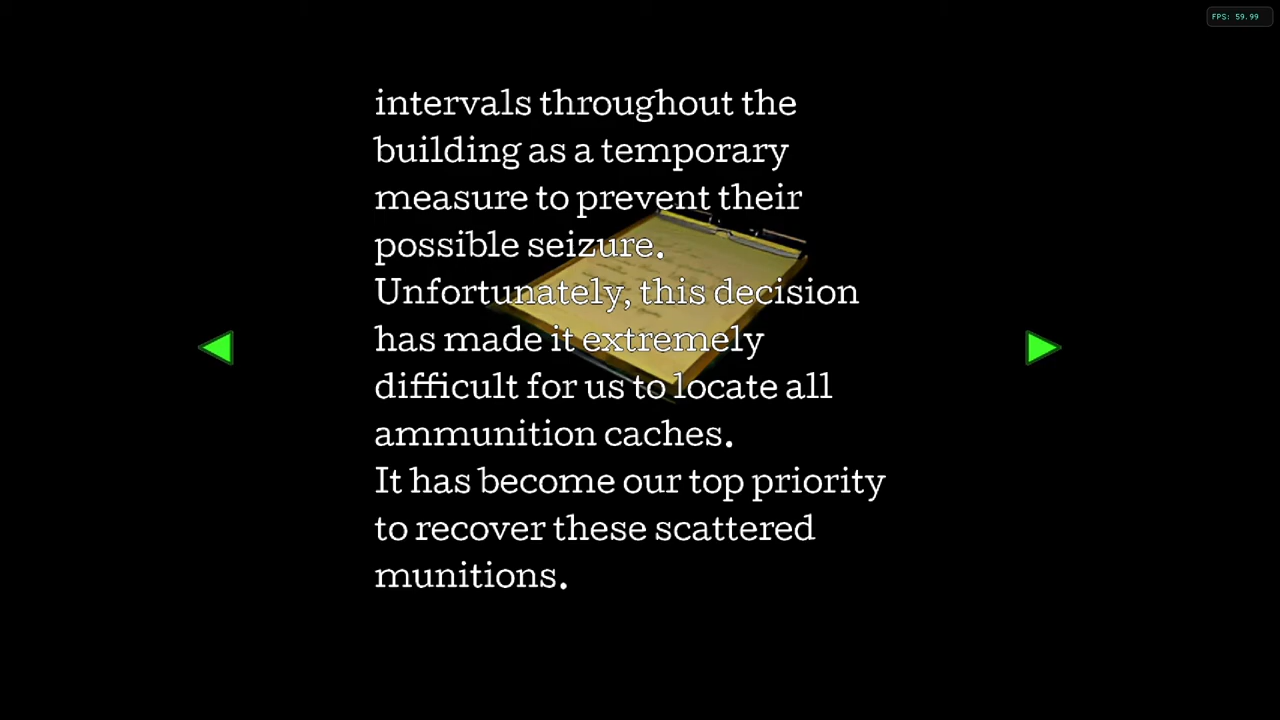 FPS: 59.99
intervals throughout the
building as a temporary
measure to prevent their
possible seizure.
Unfortunately, this decision
has made it extremely
difficult for us to locate all
ammunition caches.
It has become our top priority
to recover these scattered
munitions.